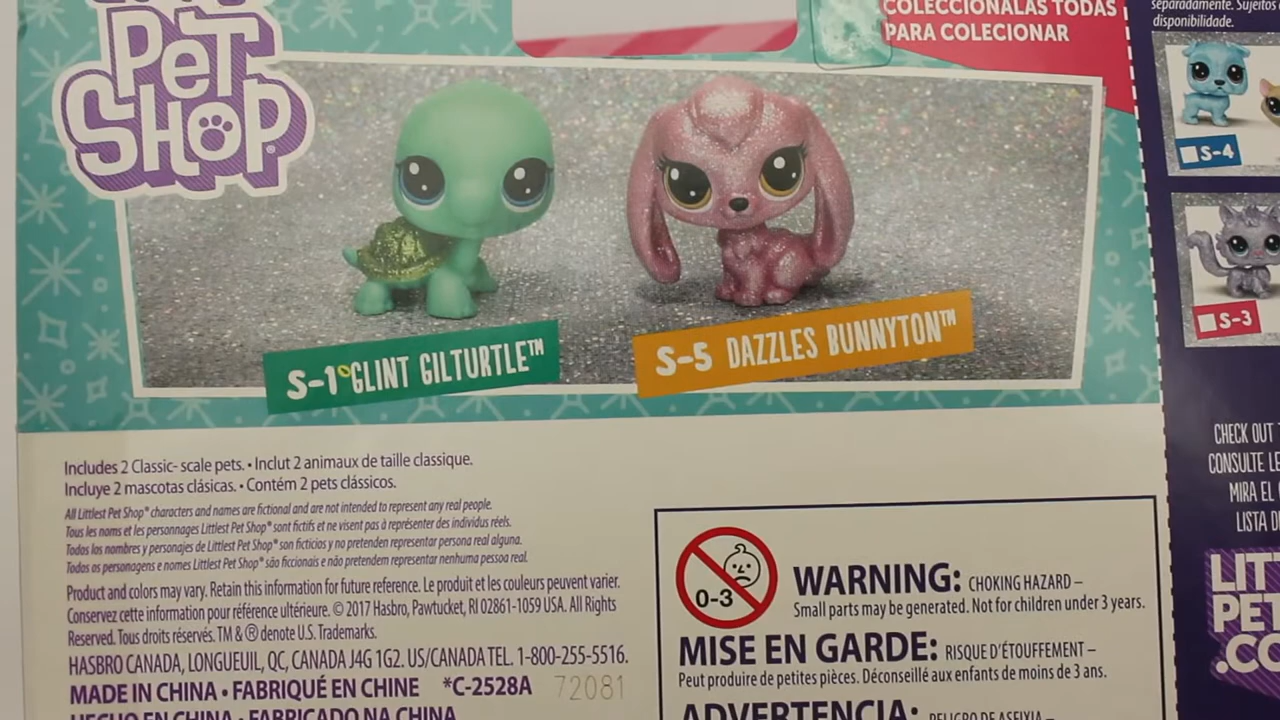 PET
SHOP
COLECCIÓNALAS TODAS
PARA COLECIONAR
separadamente. Sujeitos
disponibilidade.
S-4
S-3
S-1 GLINT GILTURTLE™
S-5 DAZZLES BUNNYTON™
Includes 2 Classic- scale pets. • Inclut 2 animaux de taille classique.
Incluye 2 mascotas clásicas. • Contém 2 pets clássicos.
All Littlest Pet Shop® characters and names are fictional and are not intended to represent any real people.
Tous les noms et les personnages Littlest Pet Shop® sont fictifs et ne visent pas à représenter des individus réels.
Todos los nombres y personajes de Littlest Pet Shop® son ficticios y no pretenden representar persona real alguna.
Todos os personagens e nomes Littlest Pet Shop® são ficcionais e não pretendem representar nenhuma pessoa real.
Product and colors may vary. Retain this information for future reference. Le produit et les couleurs peuvent varier.
Conservez cette information pour référence ultérieure. © 2017 Hasbro, Pawtucket, RI 02861-1059 USA. All Rights
Reserved. Tous droits réservés. TM & ® denote U.S. Trademarks.
HASBRO CANADA, LONGUEUIL, QC, CANADA J4G 1G2. US/CANADA TEL. 1-800-255-5516.
MADE IN CHINA • FABRIQUÉ EN CHINE *C-2528A 72081
HECHO EN CHINA • FABRICADO NA CHINA
0-3
WARNING: CHOKING HAZARD –
Small parts may be generated. Not for children under 3 years.
MISE EN GARDE: RISQUE D'ÉTOUFFEMENT –
Peut produire de petites pièces. Déconseillé aux enfants de moins de 3 ans.
ADVERTENCIA: PELIGRO DE ASFIXIA –
CHECK OUT
CONSULTE LE
MIRA EL
LISTA D
LIT
PET
.CO